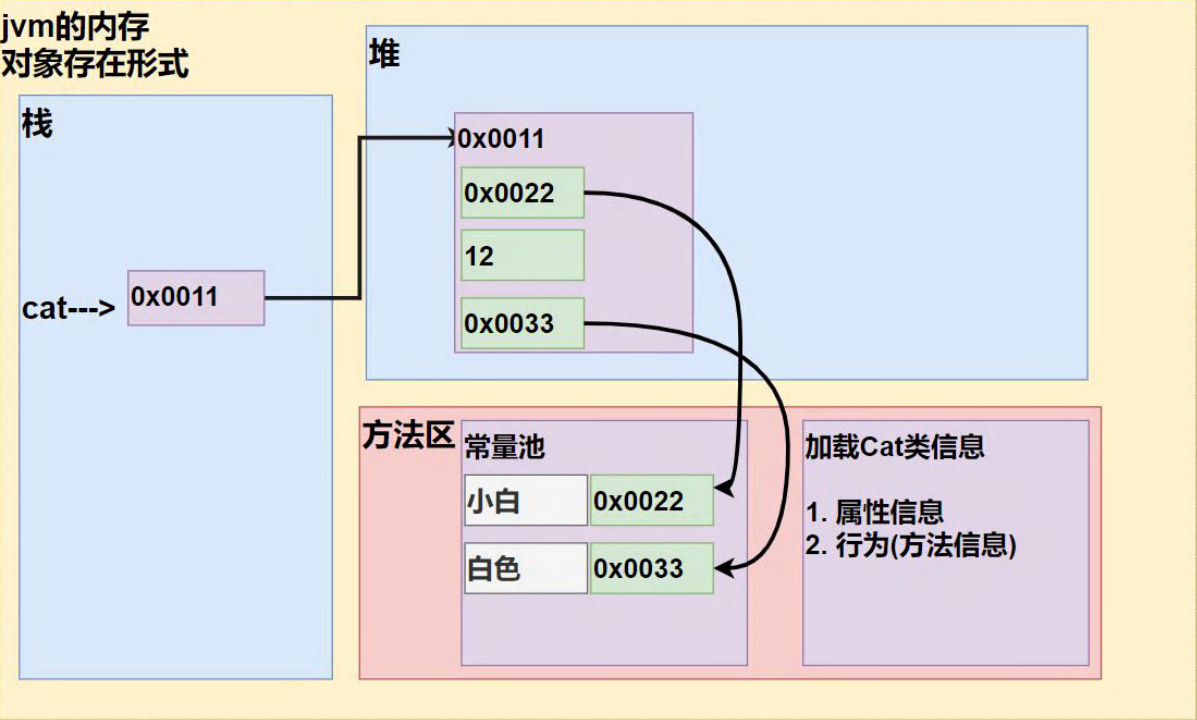 jvm的内存
对象存在形式
栈
cat--->
0x0011
堆
0x0011
0x0022
12
0x0033
方法区
常量池
小白 0x0022
白色 0x0033
加载Cat类信息
1. 属性信息
2. 行为(方法信息)